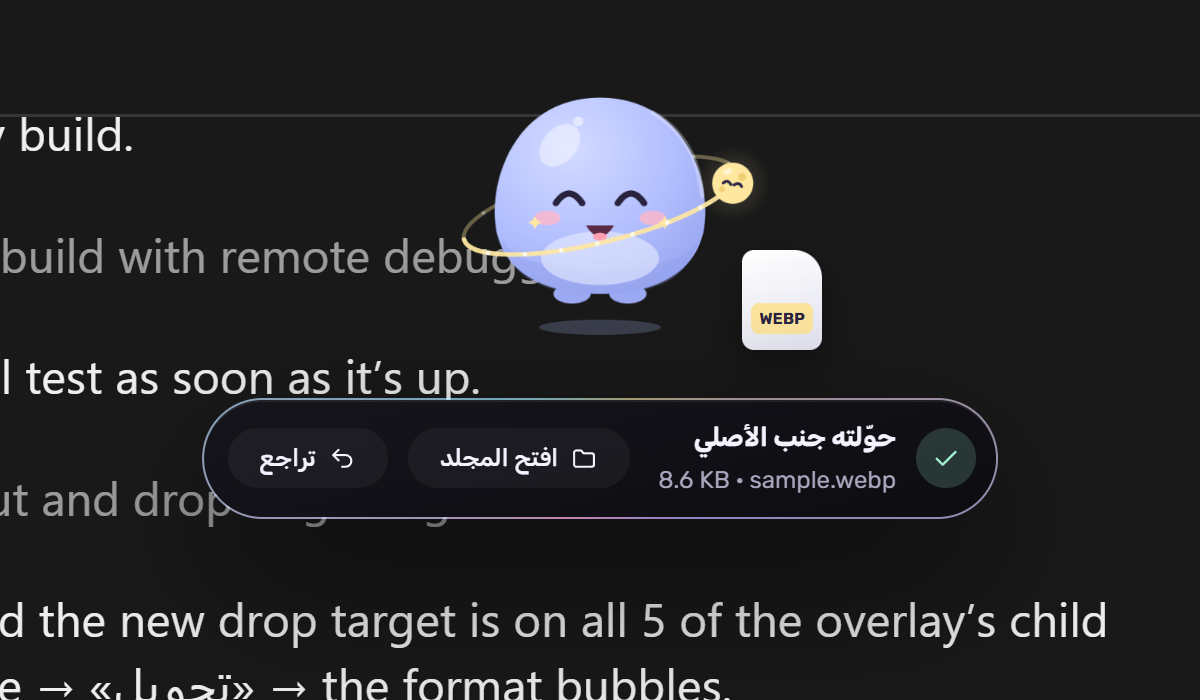 build.
build with remote debug
test as soon as it’s up.
WEBP
حوّلته جنب الأصلي
8.6 KB • sample.webp
افتح المجلد
تراجع
and drop
the new drop target is on all 5 of the overlay’s child
→ «تحويل» → the format bubbles.